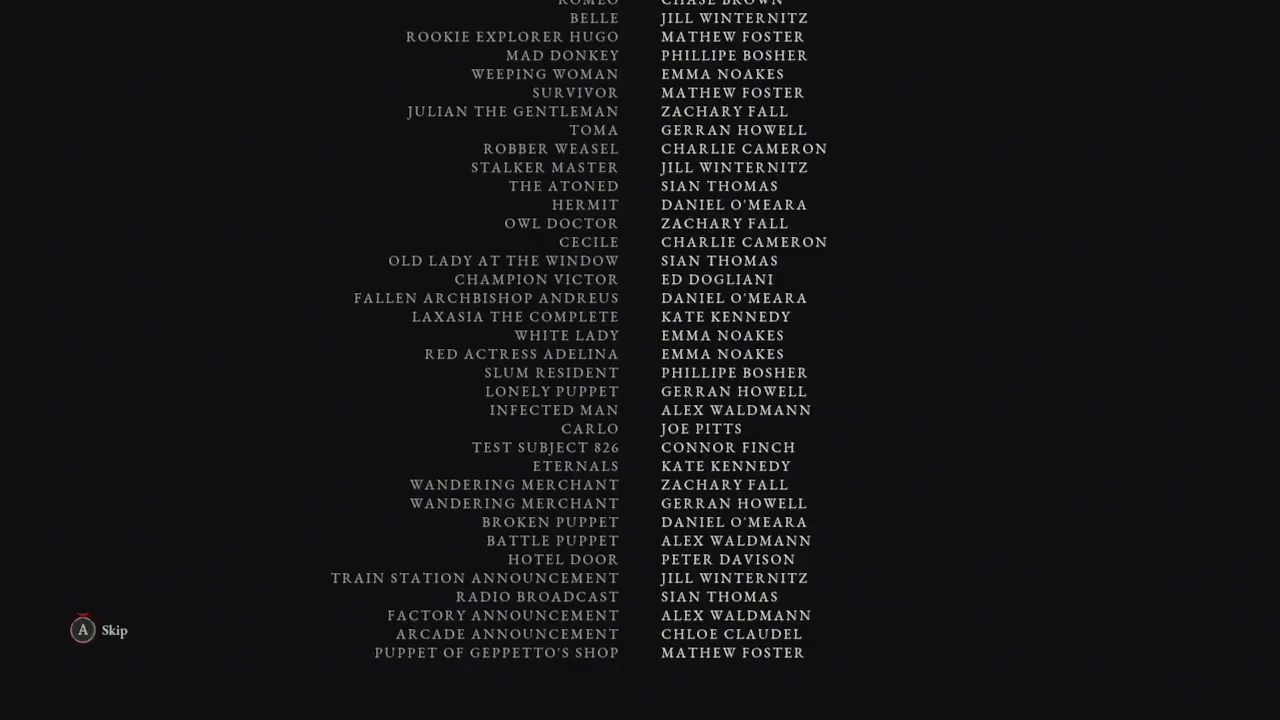 ROMEO CHASE BROWN
BELLE JILL WINTERNITZ
ROOKIE EXPLORER HUGO MATHEW FOSTER
MAD DONKEY PHILLIPE BOSHER
WEEPING WOMAN EMMA NOAKES
SURVIVOR MATHEW FOSTER
JULIAN THE GENTLEMAN ZACHARY FALL
TOMA GERRAN HOWELL
ROBBER WEASEL CHARLIE CAMERON
STALKER MASTER JILL WINTERNITZ
THE ATONED SIAN THOMAS
HERMIT DANIEL O'MEARA
OWL DOCTOR ZACHARY FALL
CECILE CHARLIE CAMERON
OLD LADY AT THE WINDOW SIAN THOMAS
CHAMPION VICTOR ED DOGLIANI
FALLEN ARCHBISHOP ANDREUS DANIEL O'MEARA
LAXASIA THE COMPLETE KATE KENNEDY
WHITE LADY EMMA NOAKES
RED ACTRESS ADELINA EMMA NOAKES
SLUM RESIDENT PHILLIPE BOSHER
LONELY PUPPET GERRAN HOWELL
INFECTED MAN ALEX WALDMANN
CARLO JOE PITTS
TEST SUBJECT 826 CONNOR FINCH
ETERNALS KATE KENNEDY
WANDERING MERCHANT ZACHARY FALL
WANDERING MERCHANT GERRAN HOWELL
BROKEN PUPPET DANIEL O'MEARA
BATTLE PUPPET ALEX WALDMANN
HOTEL DOOR PETER DAVISON
TRAIN STATION ANNOUNCEMENT JILL WINTERNITZ
RADIO BROADCAST SIAN THOMAS
FACTORY ANNOUNCEMENT ALEX WALDMANN
ARCADE ANNOUNCEMENT CHLOE CLAUDEL
PUPPET OF GEPPETTO'S SHOP MATHEW FOSTER
A Skip